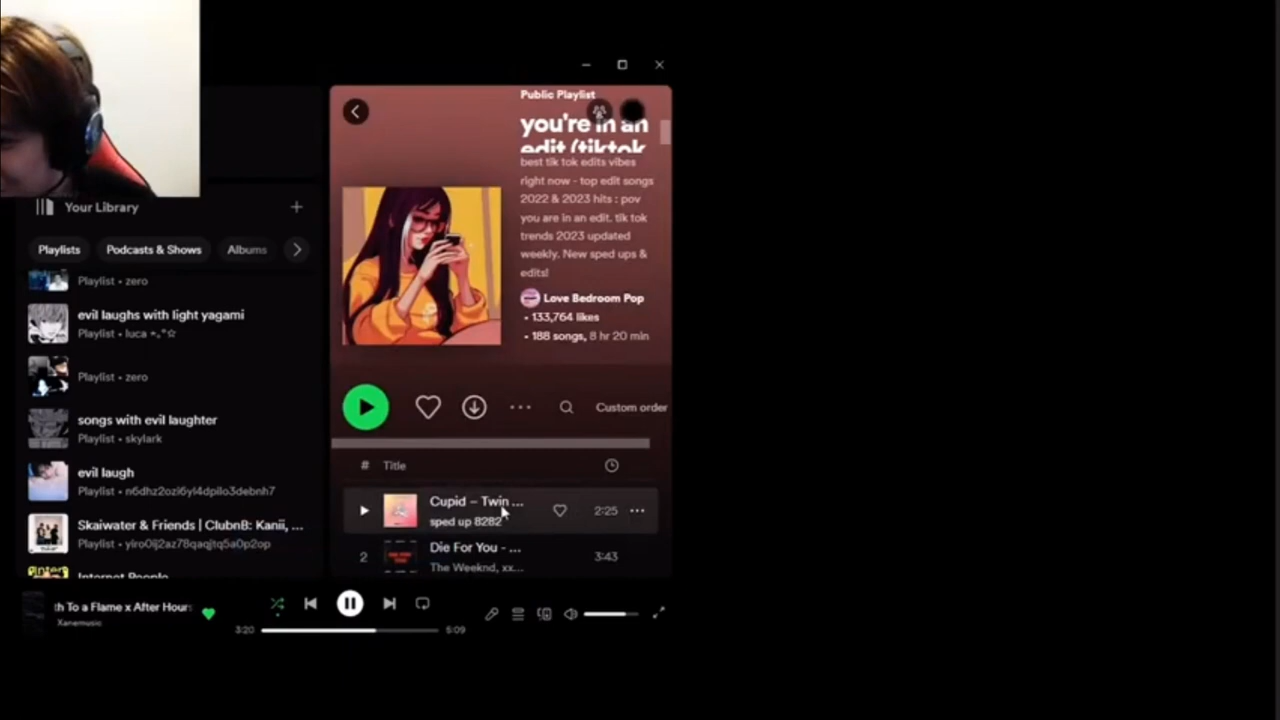 Public Playlist
you're in an
edit (tiktok
best tik tok edits vibes
right now - top edit songs
2022 & 2023 hits : pov
you are in an edit. tik tok
trends 2023 updated
weekly. New sped ups &
edits!
Love Bedroom Pop
• 133,764 likes
• 188 songs, 8 hr 20 min
Custom order
# Title
Cupid – Twin ...
sped up 8282
2:25
2 Die For You - ...
The Weeknd, xx...
3:43
Your Library
Playlists
Podcasts & Shows
Albums
Playlist • zero
evil laughs with light yagami
Playlist • luca
Playlist • zero
songs with evil laughter
Playlist • skylark
evil laugh
Playlist • n6dhz2ozi6yl4dpilo3debnh7
Skaiwater & Friends | Clubn8: Kanii, ...
Playlist • yiro0ij2az78qaqjtq5a0p2op
Internet People
th To a Flame x After Hours
Xanemusic
3:20
5:09